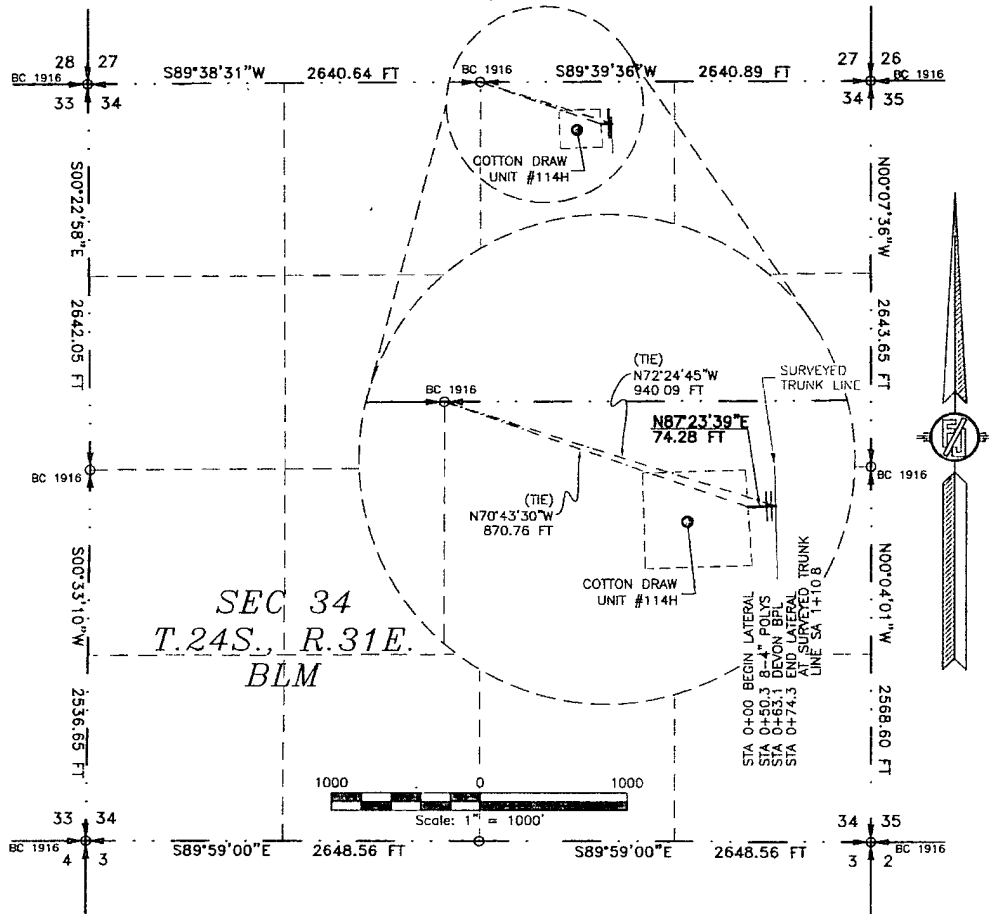 28 27
BC 1916
33 34
S89°38'31"W 2640.64 FT
BC 1916
S89°39'36"W 2640.89 FT
27 26
BC 1916
34 35
COTTON DRAW
UNIT #114H
S00°22'58"E 2642.05 FT
N00°07'36"W 2643.65 FT
(TIE)
N72°24'45"W
940 09 FT
SURVEYED
TRUNK LINE
BC 1916
N87°23'39"E
74.28 FT
(TIE)
N70°43'30"W
870.76 FT
BC 1916
BC 1916
COTTON DRAW
UNIT #114H
STA 0+00 BEGIN LATERAL
STA 0+50.3 8-4" POLYS
STA 0+63.1 DEVON BPL
STA 0+74.3 END LATERAL
AT SURVEYED TRUNK
LINE SA 1+10 8
S00°33'10"W 2536.65 FT
N00°04'01"W 2568.60 FT
SEC 34
T.24S., R.31E.
BLM
1000 0 1000
Scale: 1" = 1000'
33 34
BC 1916
4 3
S89°59'00"E 2648.56 FT
S89°59'00"E 2648.56 FT
34 35
BC 1916
3 2